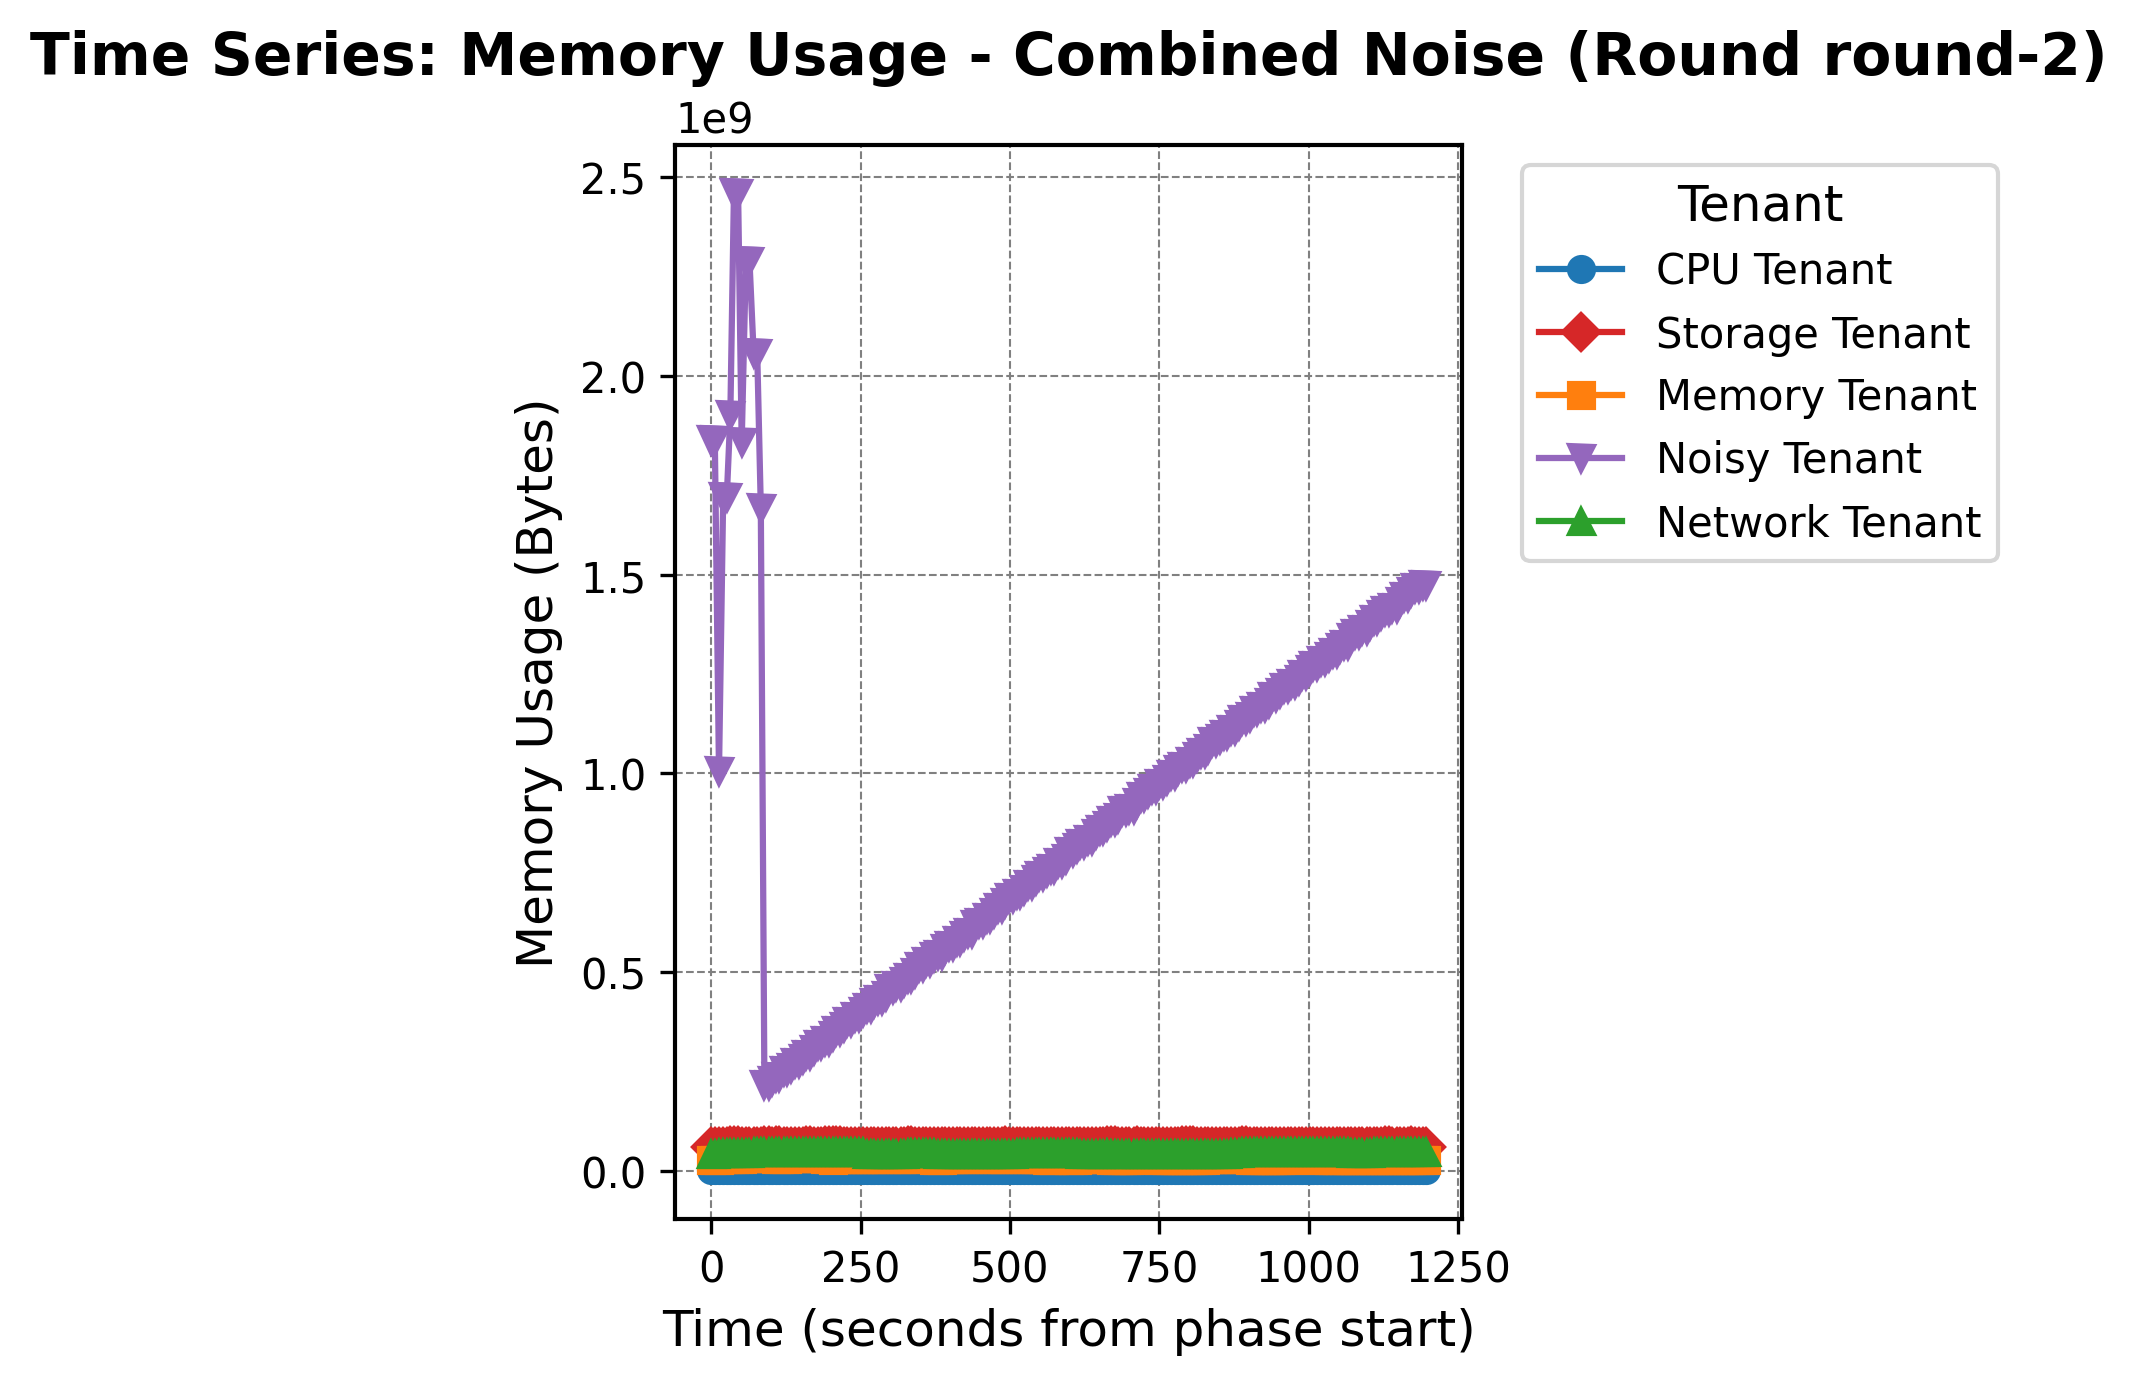 Time Series: Memory Usage - Combined Noise (Round round-2)
1e9
2.5
2.0
1.5
1.0
0.5
0.0
Memory Usage (Bytes)
0 250 500 750 1000 1250
Time (seconds from phase start)
Tenant
CPU Tenant
Storage Tenant
Memory Tenant
Noisy Tenant
Network Tenant